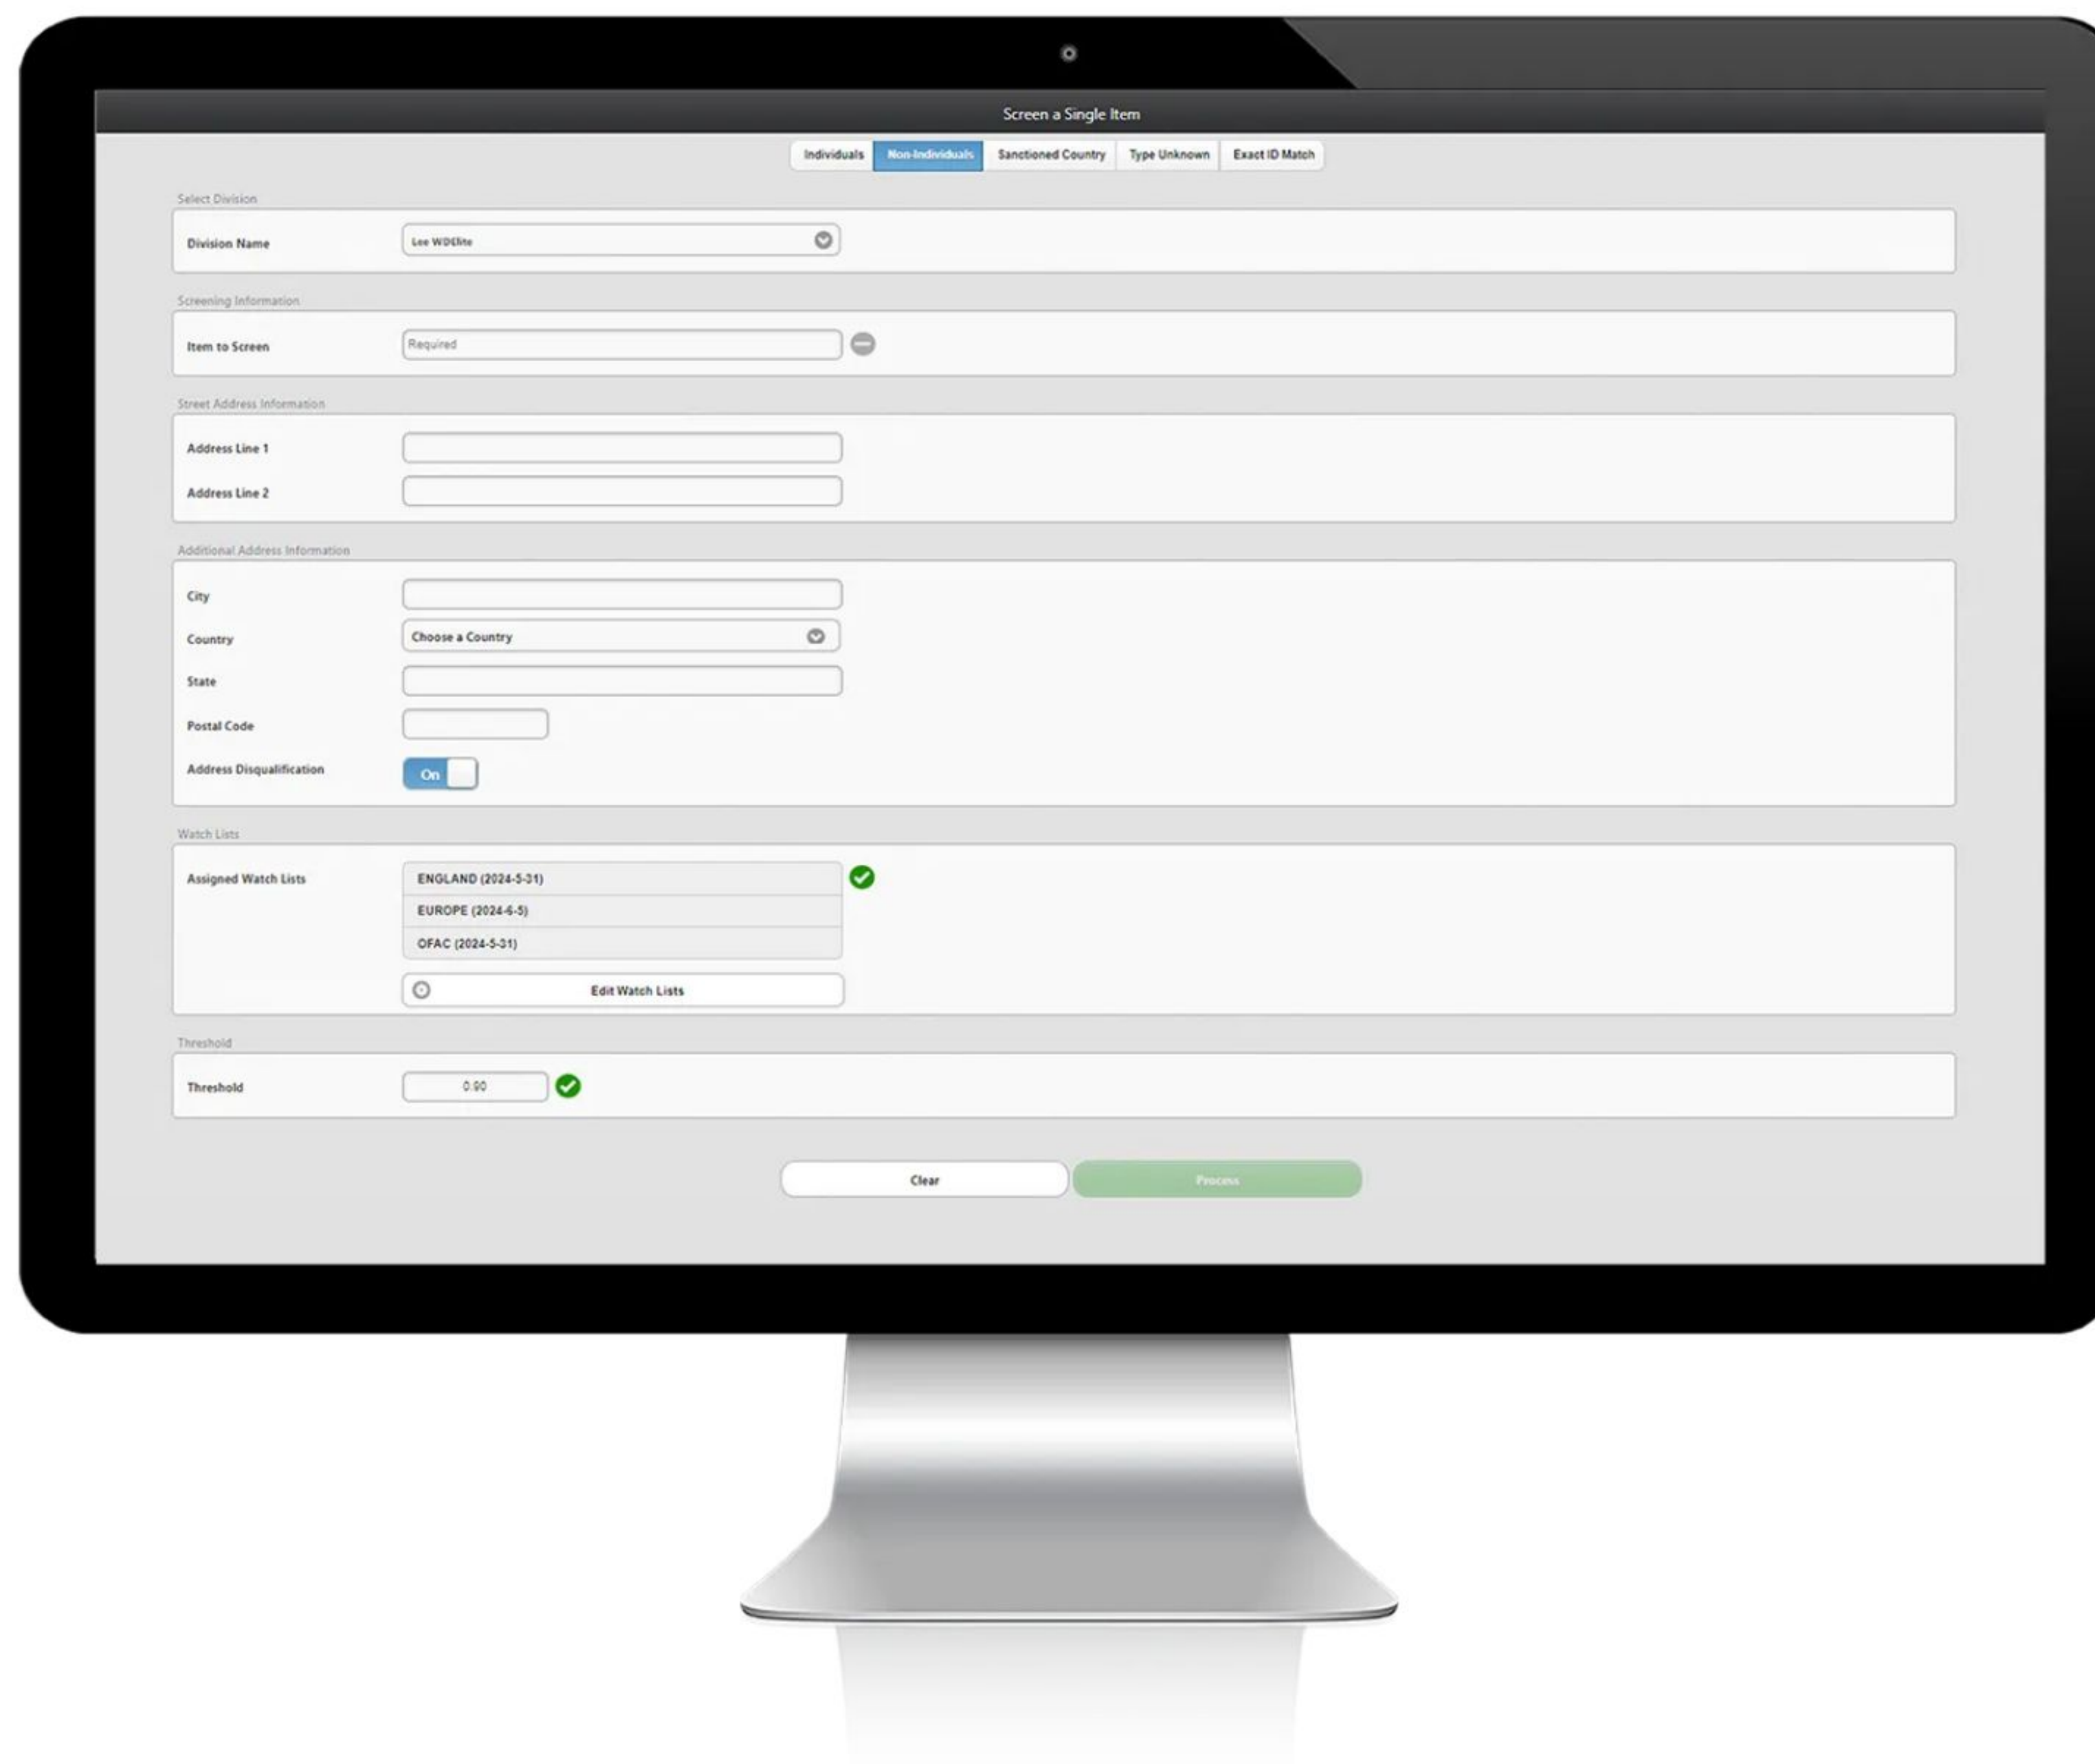 Screen a Single Item
Individuals Non-Individuals Sanctioned Country Type Unknown Exact ID Match
Select Division
Division Name Lee WDElite
Screening Information
Item to Screen Required
Street Address Information
Address Line 1
Address Line 2
Additional Address Information
City
Country Choose a Country
State
Postal Code
Address Disqualification On
Watch Lists
Assigned Watch Lists ENGLAND (2024-5-31)
EUROPE (2024-6-5)
OFAC (2024-5-31)
Edit Watch Lists
Threshold
Threshold 0.90
Clear Process